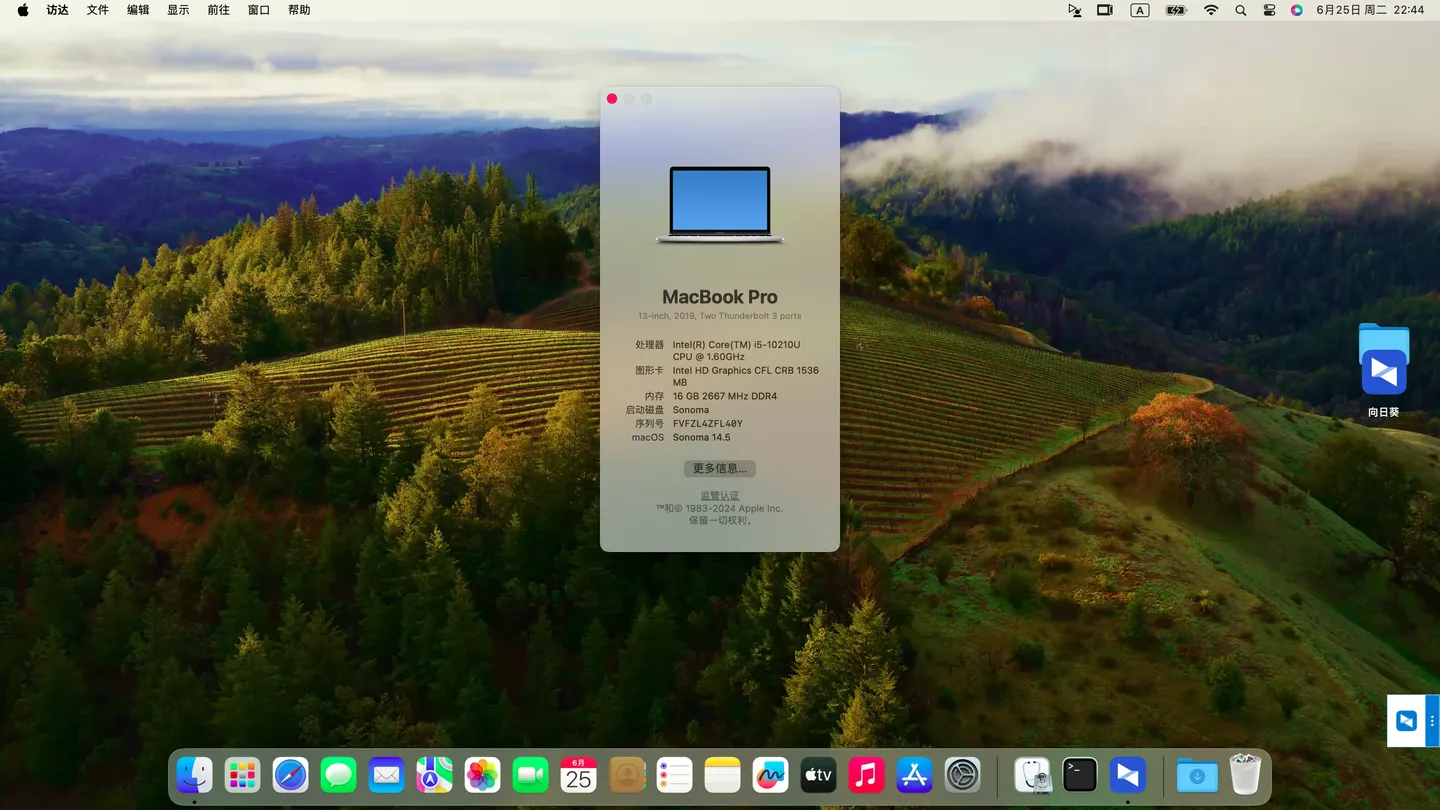 访达 文件 编辑 显示 前往 窗口 帮助 A 6月25日 周二 22:44
MacBook Pro
13-inch, 2019, Two Thunderbolt 3 ports
处理器 Intel(R) Core(TM) i5-10210U
CPU @ 1.60GHz
图形卡 Intel HD Graphics CFL CRB 1536
MB
内存 16 GB 2667 MHz DDR4
启动磁盘 Sonoma
序列号 FVFZL4ZFL40Y
macOS Sonoma 14.5
更多信息...
监管认证
™和© 1983-2024 Apple Inc.
保留一切权利。
向日葵
6月
25
tv
>_